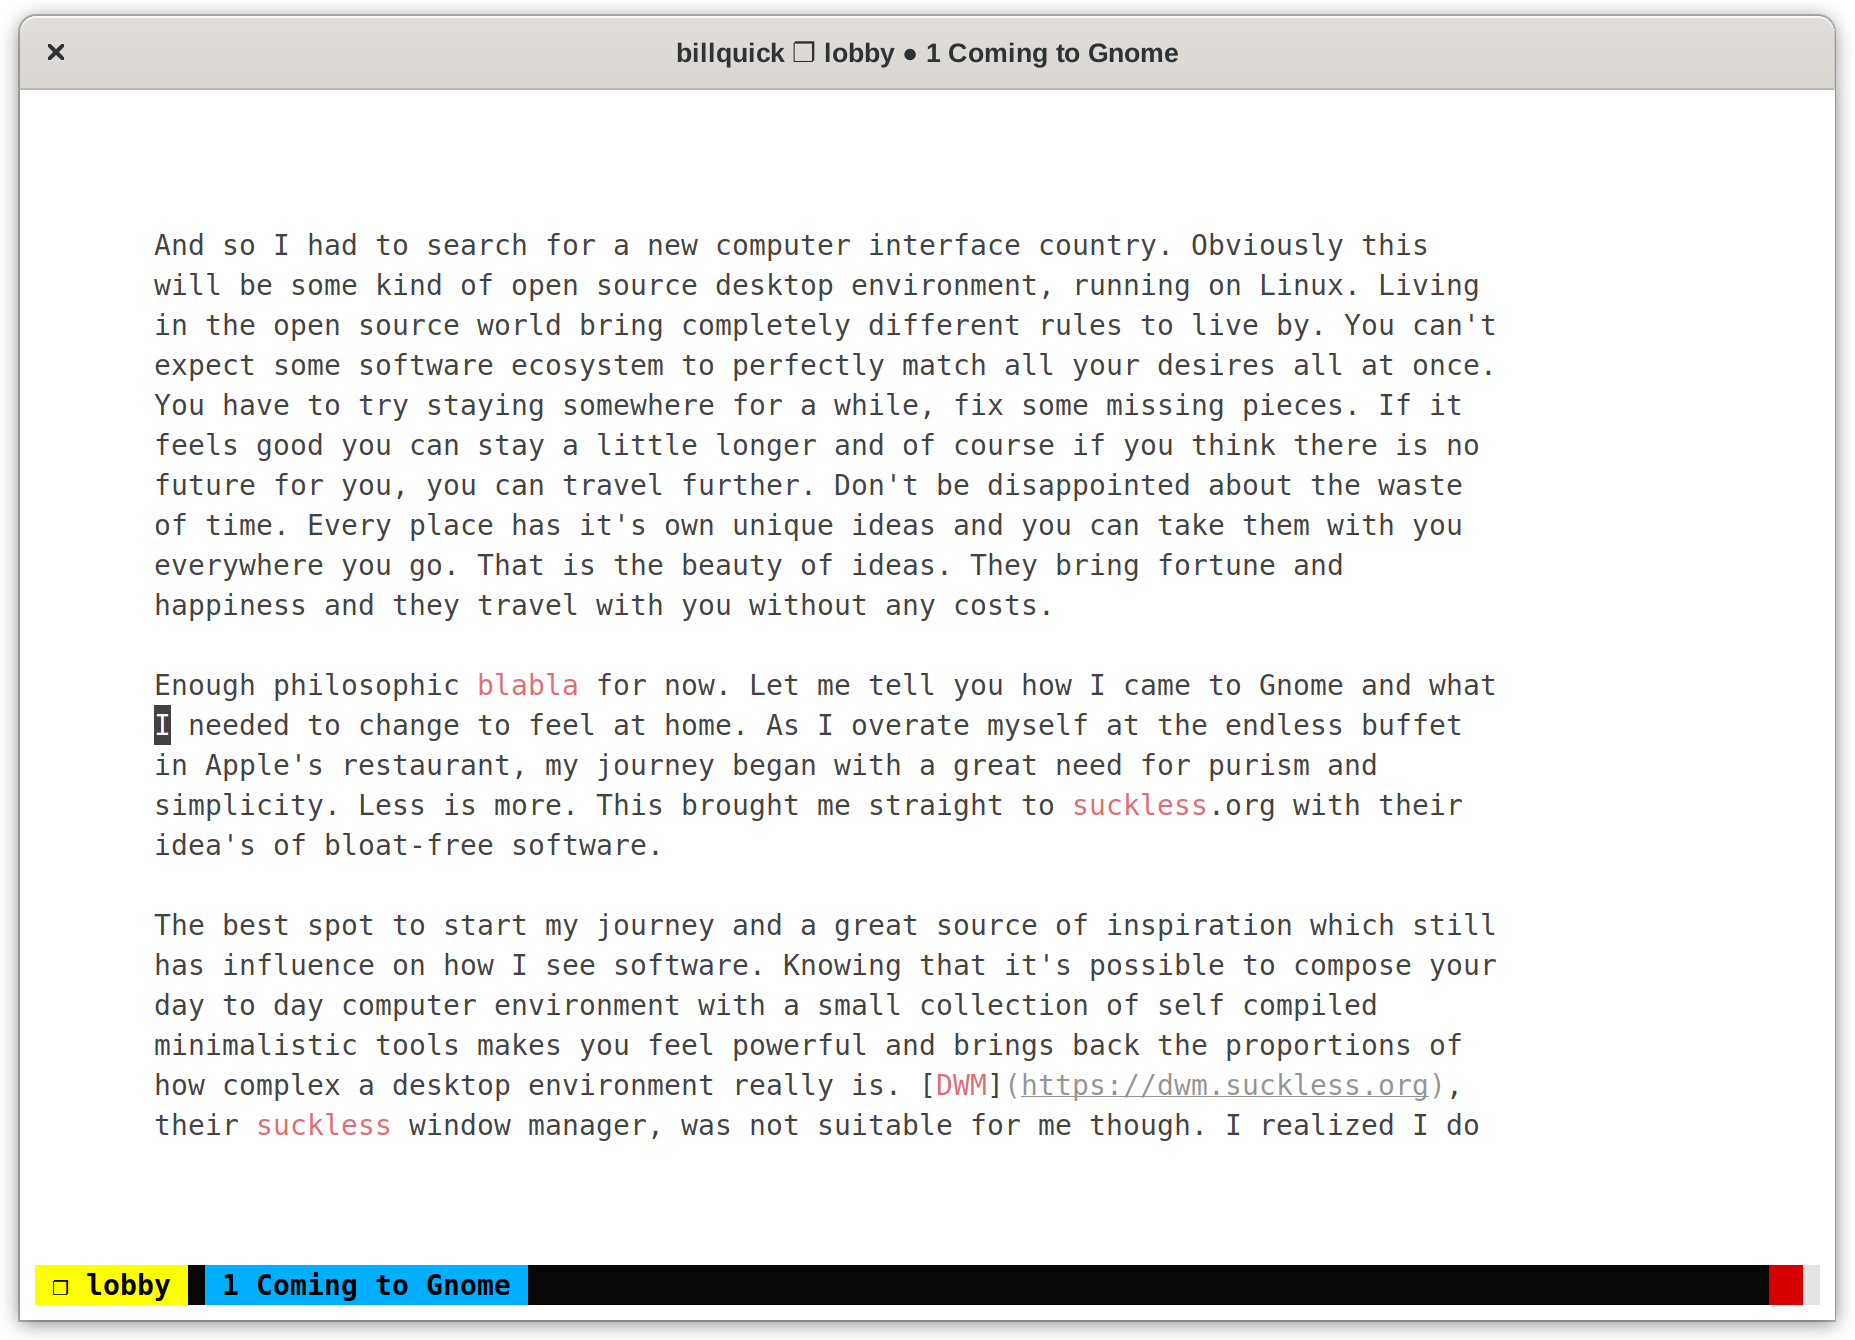 billquick ❐ lobby ● 1 Coming to Gnome
And so I had to search for a new computer interface country. Obviously this
will be some kind of open source desktop environment, running on Linux. Living
in the open source world bring completely different rules to live by. You can't
expect some software ecosystem to perfectly match all your desires all at once.
You have to try staying somewhere for a while, fix some missing pieces. If it
feels good you can stay a little longer and of course if you think there is no
future for you, you can travel further. Don't be disappointed about the waste
of time. Every place has it's own unique ideas and you can take them with you
everywhere you go. That is the beauty of ideas. They bring fortune and
happiness and they travel with you without any costs.
Enough philosophic blabla for now. Let me tell you how I came to Gnome and what
I needed to change to feel at home. As I overate myself at the endless buffet
in Apple's restaurant, my journey began with a great need for purism and
simplicity. Less is more. This brought me straight to suckless.org with their
idea's of bloat-free software.
The best spot to start my journey and a great source of inspiration which still
has influence on how I see software. Knowing that it's possible to compose your
day to day computer environment with a small collection of self compiled
minimalistic tools makes you feel powerful and brings back the proportions of
how complex a desktop environment really is. [DWM](https://dwm.suckless.org),
their suckless window manager, was not suitable for me though. I realized I do
❐ lobby 1 Coming to Gnome